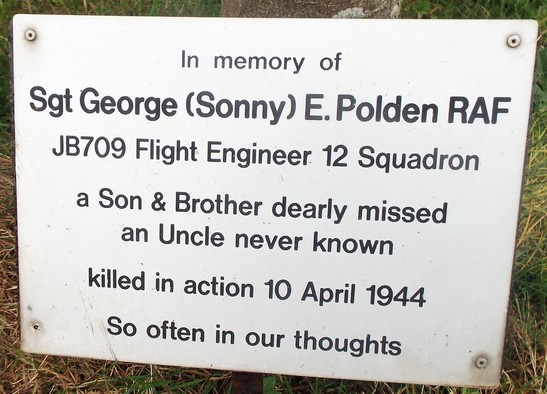 In memory of
Sgt George (Sonny) E. Polden RAF
JB709 Flight Engineer 12 Squadron
a Son & Brother dearly missed
an Uncle never known
killed in action 10 April 1944
So often in our thoughts